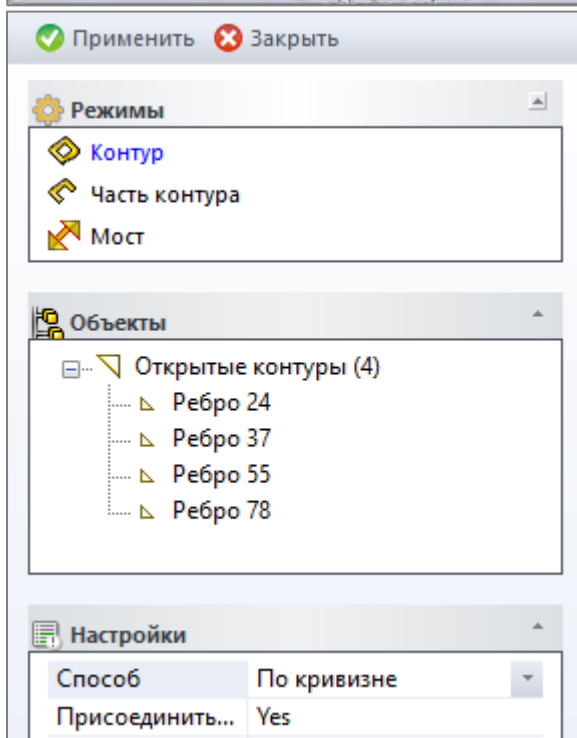 Применить Закрыть
Режимы
Контур
Часть контура
Мост
Объекты
Открытые контуры (4)
Ребро 24
Ребро 37
Ребро 55
Ребро 78
Настройки
Способ По кривизне
Присоединить... Yes